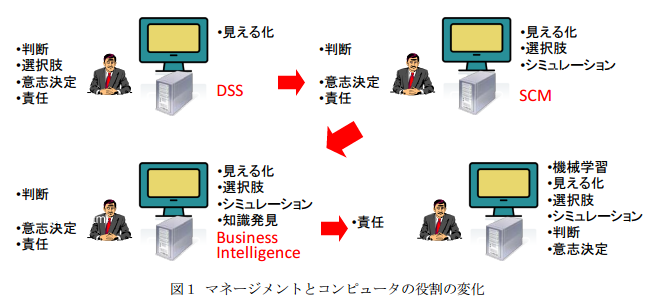 ・判断
・選択肢
・意志決定
・責任
・見える化
DSS
・判断
・意志決定
・責任
・見える化
・選択肢
・シミュレーション
SCM
・判断
・意志決定
・責任
・見える化
・選択肢
・シミュレーション
・知識発見
Business
Intelligence
・責任
・機械学習
・見える化
・選択肢
・シミュレーション
・判断
・意志決定
図１ マネージメントとコンピュータの役割の変化